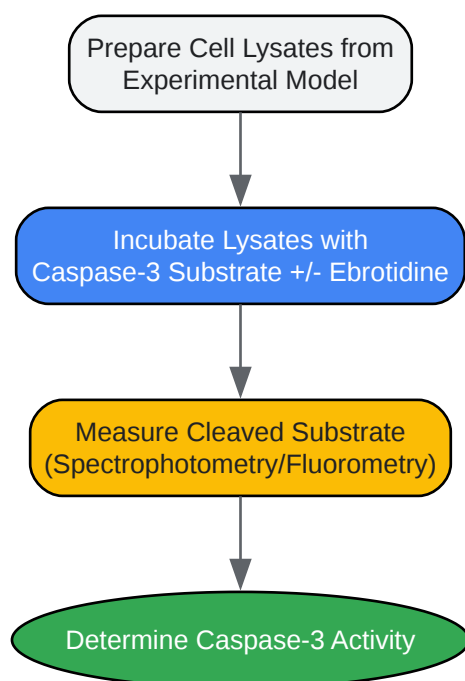 Prepare Cell Lysates from
Experimental Model
Incubate Lysates with
Caspase-3 Substrate +/- Ebrotidine
Measure Cleaved Substrate
(Spectrophotometry/Fluorometry)
Determine Caspase-3 Activity